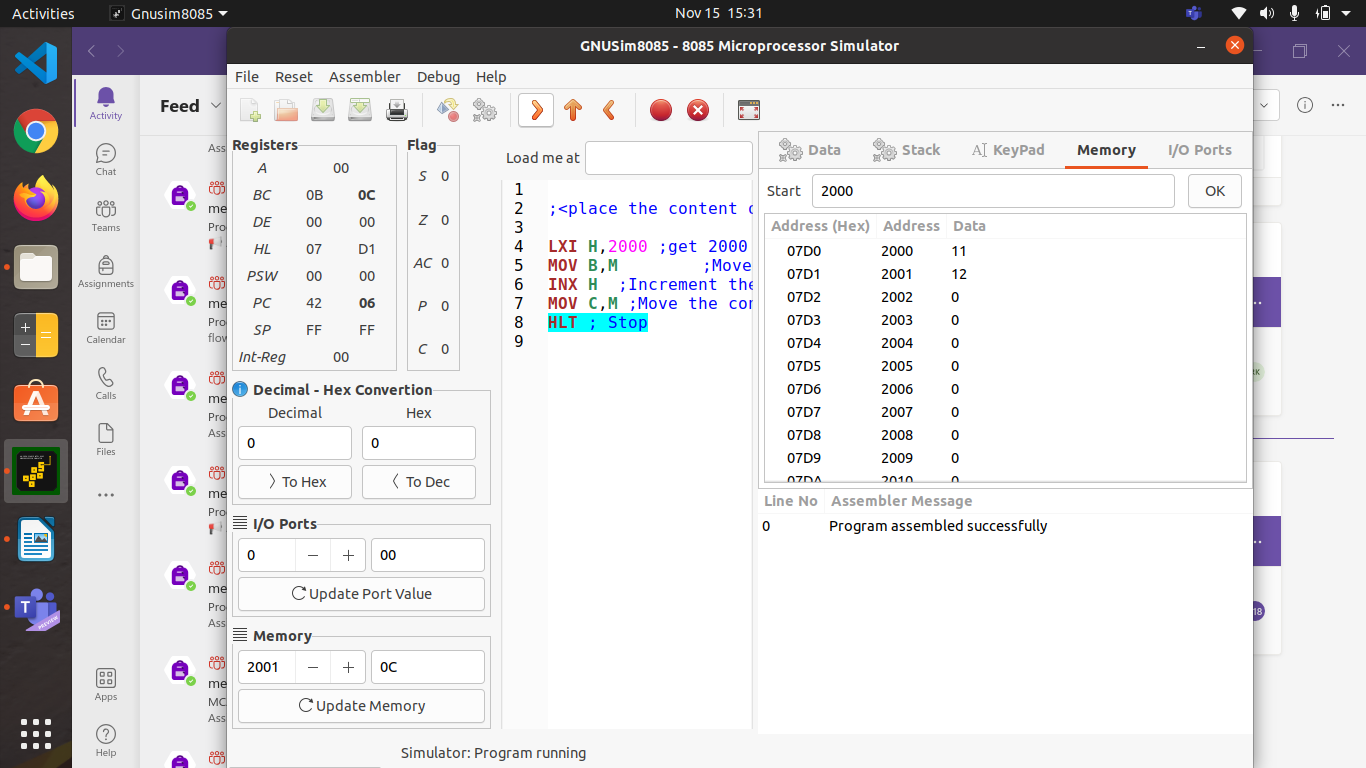 Activities Gnusim8085 Nov 15 15:31
GNUSim8085 - 8085 Microprocessor Simulator
File Reset Assembler Debug Help
Activity
Chat
Teams
Assignments
Calendar
Calls
Files
Apps
Help
Feed
Registers
A 00
BC 0B 0C
DE 00 00
HL 07 D1
PSW 00 00
PC 42 06
SP FF FF
Int-Reg 00
Flag
S 0
Z 0
AC 0
P 0
C 0
Decimal - Hex Convertion
Decimal Hex
0 0
To Hex To Dec
I/O Ports
0 − + 00
Update Port Value
Memory
2001 − + 0C
Update Memory
Load me at
1
2 ;<place the content
3
4 LXI H,2000 ;get 2000
5 MOV B,M ;Move
6 INX H ;Increment the
7 MOV C,M ;Move the con
8 HLT ; Stop
9
Data Stack KeyPad Memory I/O Ports
Start 2000 OK
Address (Hex) Address Data
07D0 2000 11
07D1 2001 12
07D2 2002 0
07D3 2003 0
07D4 2004 0
07D5 2005 0
07D6 2006 0
07D7 2007 0
07D8 2008 0
07D9 2009 0
07DA 2010 0
Line No Assembler Message
0 Program assembled successfully
Simulator: Program running